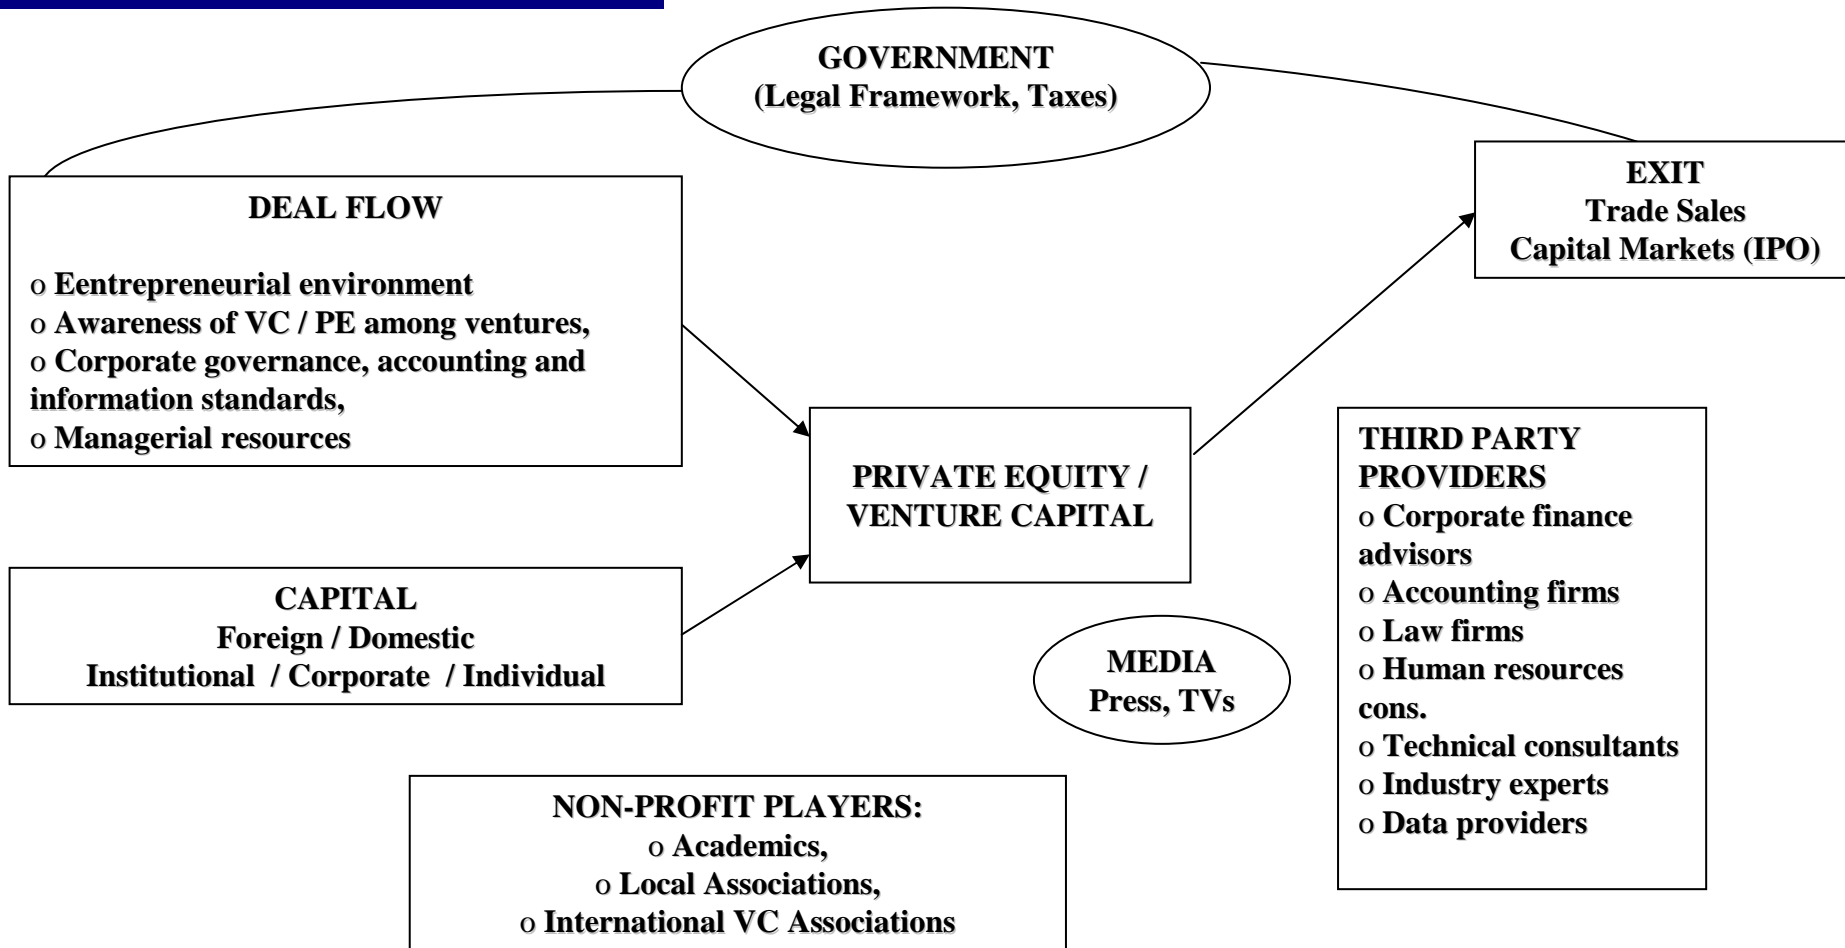 GOVERNMENT
(Legal Framework, Taxes)
DEAL FLOW
o Eentrepreneurial environment
o Awareness of VC / PE among ventures,
o Corporate governance, accounting and
information standards,
o Managerial resources
EXIT
Trade Sales
Capital Markets (IPO)
PRIVATE EQUITY /
VENTURE CAPITAL
CAPITAL
Foreign / Domestic
Institutional / Corporate / Individual
THIRD PARTY
PROVIDERS
o Corporate finance
advisors
o Accounting firms
o Law firms
o Human resources
cons.
o Technical consultants
o Industry experts
o Data providers
MEDIA
Press, TVs
NON-PROFIT PLAYERS:
o Academics,
o Local Associations,
o International VC Associations